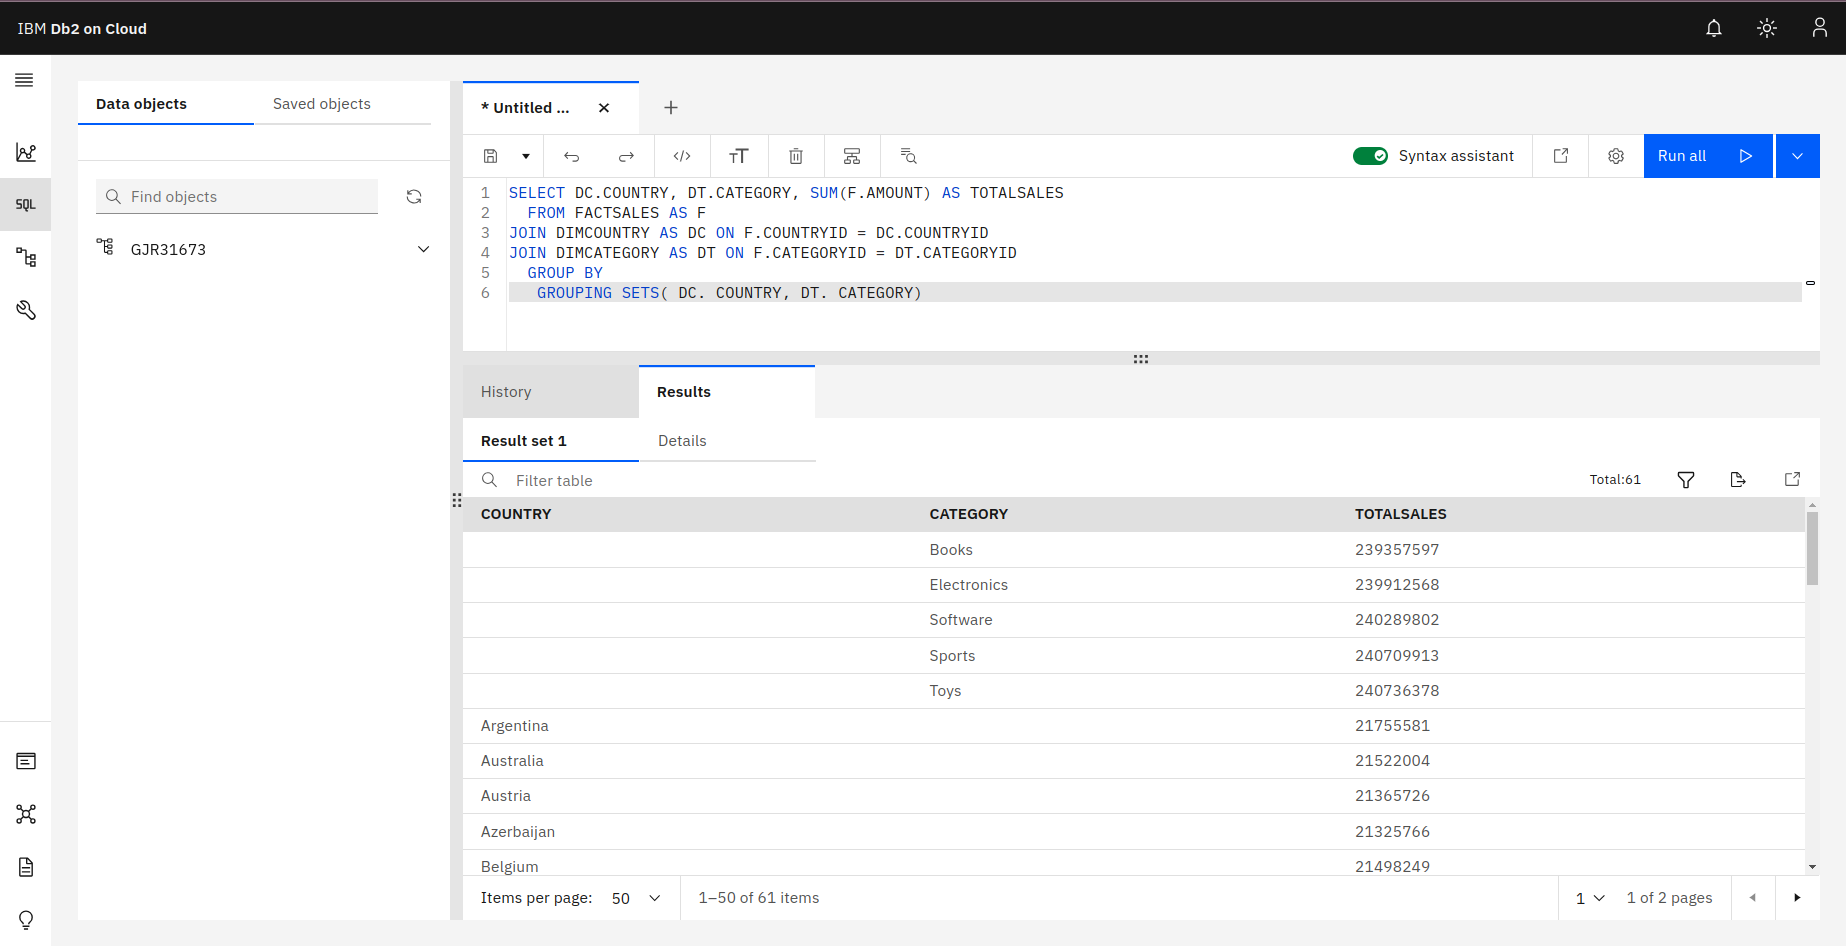 IBM Db2 on Cloud
Data objects
Saved objects
SQL
Find objects
GJR31673
* Untitled ...
Syntax assistant
Run all
1 SELECT DC.COUNTRY, DT.CATEGORY, SUM(F.AMOUNT) AS TOTALSALES
2 FROM FACTSALES AS F
3 JOIN DIMCOUNTRY AS DC ON F.COUNTRYID = DC.COUNTRYID
4 JOIN DIMCATEGORY AS DT ON F.CATEGORYID = DT.CATEGORYID
5 GROUP BY
6 GROUPING SETS( DC. COUNTRY, DT. CATEGORY)
History
Results
Result set 1
Details
Filter table
Total:61
COUNTRY CATEGORY TOTALSALES
Books 239357597
Electronics 239912568
Software 240289802
Sports 240709913
Toys 240736378
Argentina 21755581
Australia 21522004
Austria 21365726
Azerbaijan 21325766
Belgium 21498249
Items per page: 50
1–50 of 61 items
1
1 of 2 pages